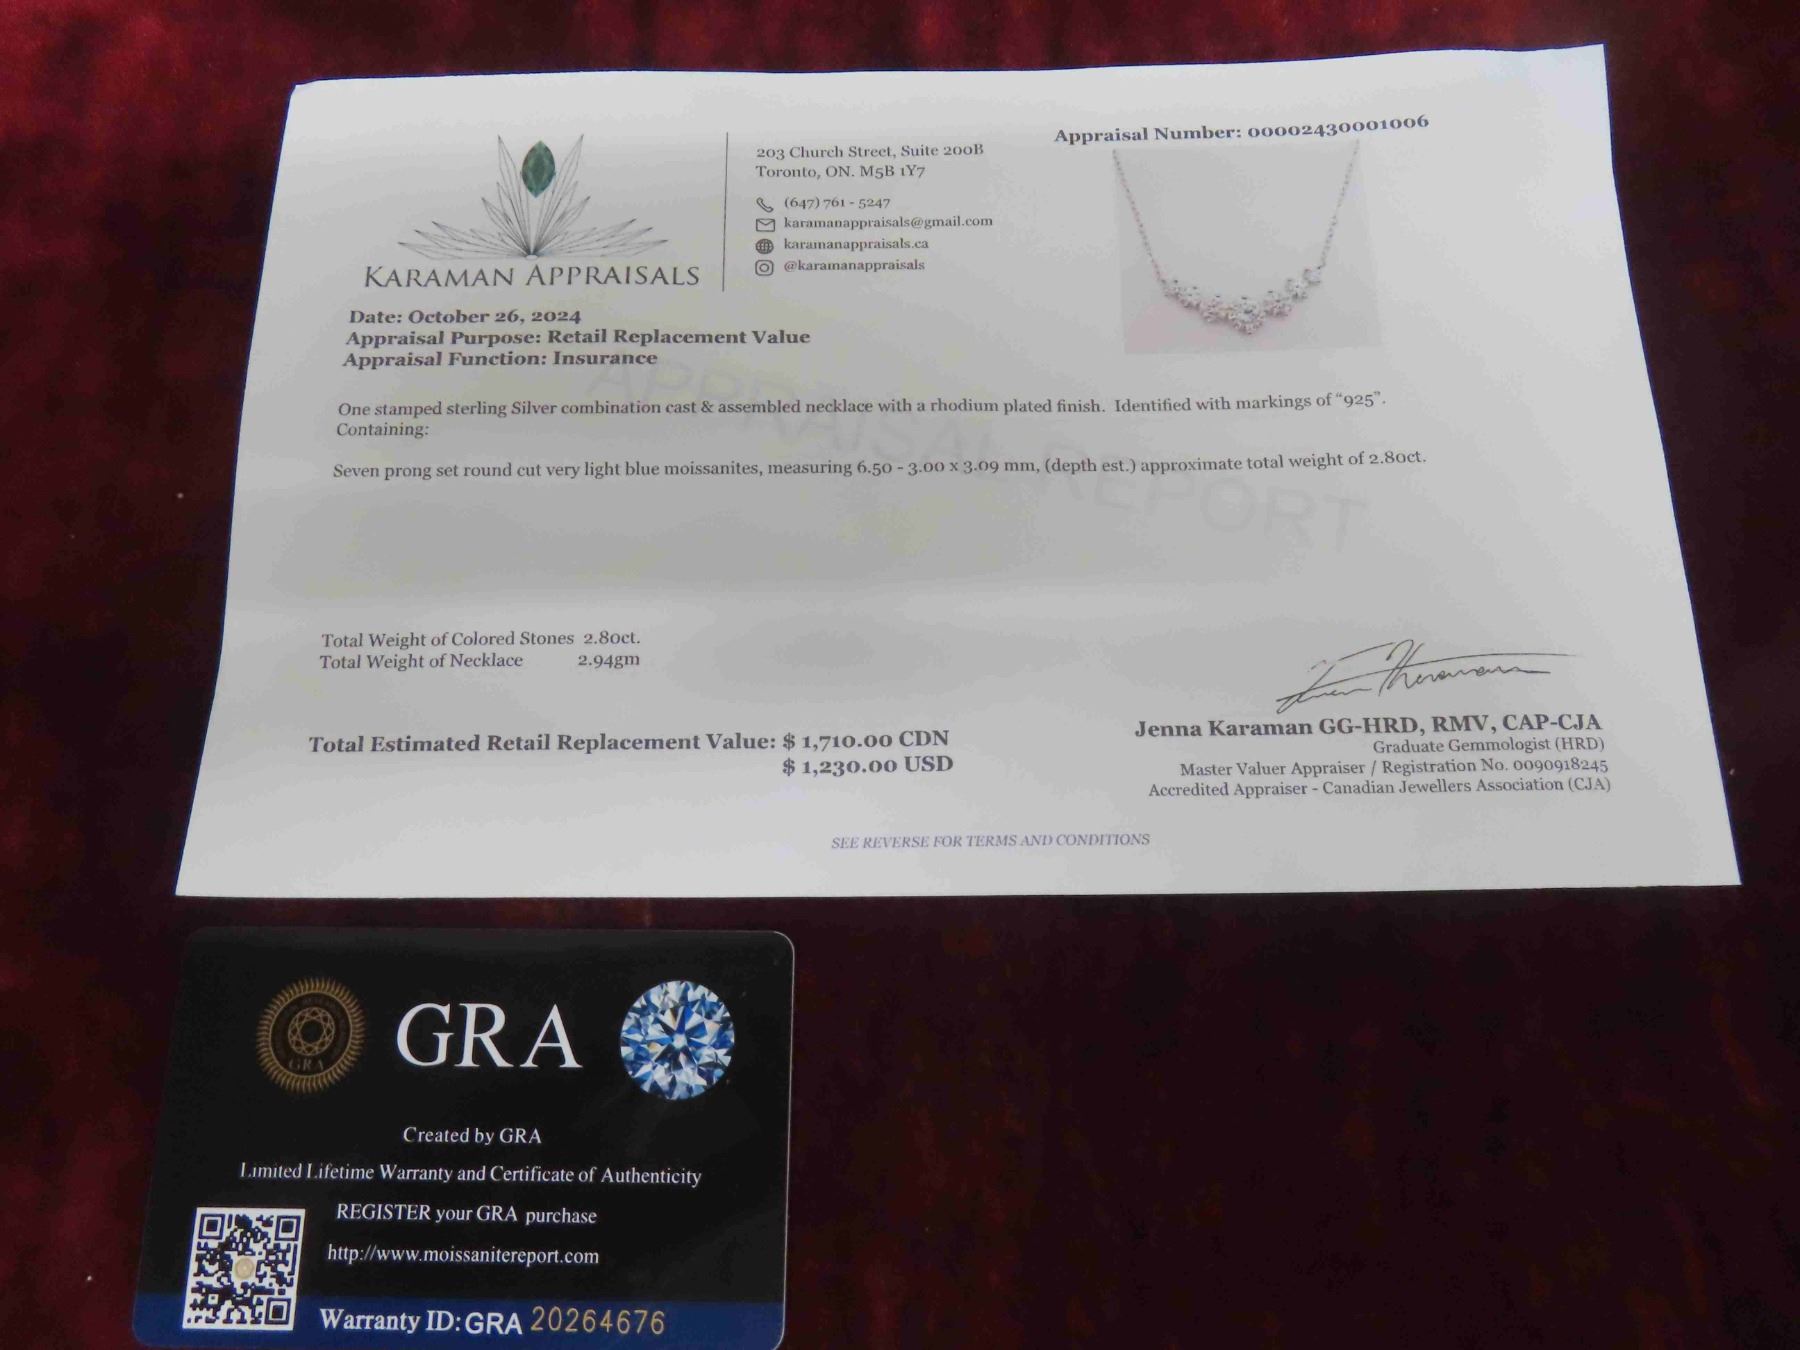 KARAMAN APPRAISALS
203 Church Street, Suite 200B
Toronto, ON. M5B 1Y7
(647) 761 - 5247
karamanappraisals@gmail.com
karamanappraisals.ca
@karamanappraisals
Appraisal Number: 00002430001006
Date: October 26, 2024
Appraisal Purpose: Retail Replacement Value
Appraisal Function: Insurance
APPRAISAL REPORT
One stamped sterling Silver combination cast & assembled necklace with a rhodium plated finish. Identified with markings of “925”.
Containing:
Seven prong set round cut very light blue moissanites, measuring 6.50 - 3.00 x 3.09 mm, (depth est.) approximate total weight of 2.80ct.
Total Weight of Colored Stones 2.80ct.
Total Weight of Necklace 2.94gm
Total Estimated Retail Replacement Value: $ 1,710.00 CDN
$ 1,230.00 USD
Jenna Karaman GG-HRD, RMV, CAP-CJA
Graduate Gemmologist (HRD)
Master Valuer Appraiser / Registration No. 0090918245
Accredited Appraiser - Canadian Jewellers Association (CJA)
SEE REVERSE FOR TERMS AND CONDITIONS
GRA
GRA
Created by GRA
Limited Lifetime Warranty and Certificate of Authenticity
REGISTER your GRA purchase
http://www.moissanitereport.com
Warranty ID: GRA 20264676